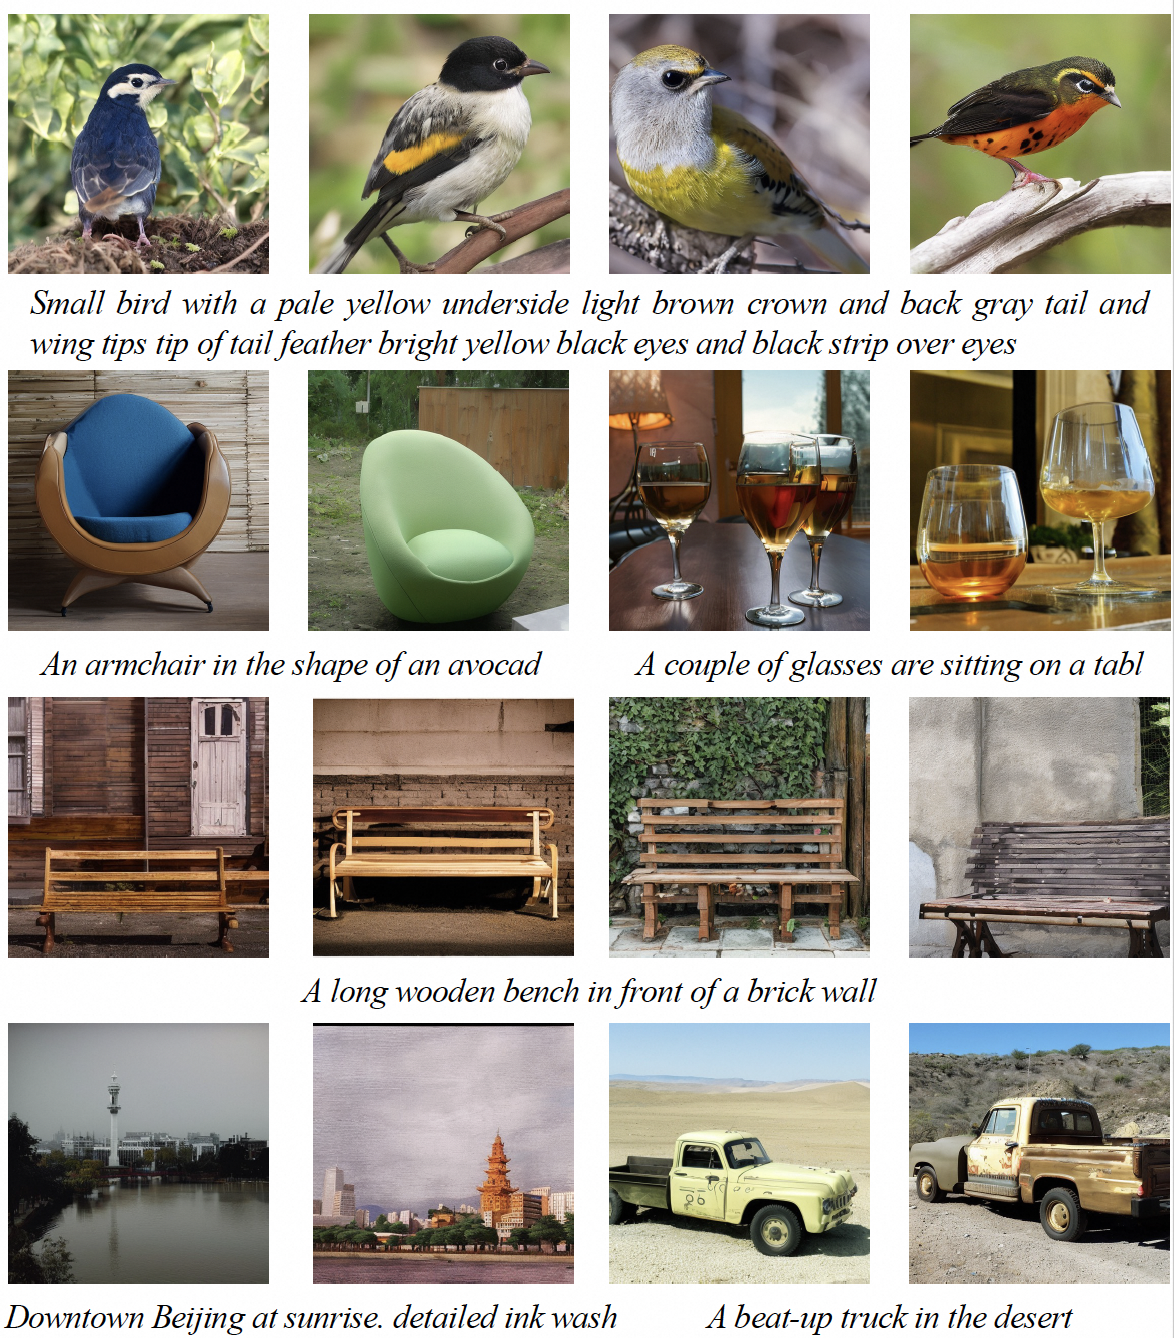 Small bird with a pale yellow underside light brown crown and back gray tail and
wing tips tip of tail feather bright yellow black eyes and black strip over eyes
An armchair in the shape of an avocad
A couple of glasses are sitting on a tabl
A long wooden bench in front of a brick wall
Downtown Beijing at sunrise. detailed ink wash
A beat-up truck in the desert